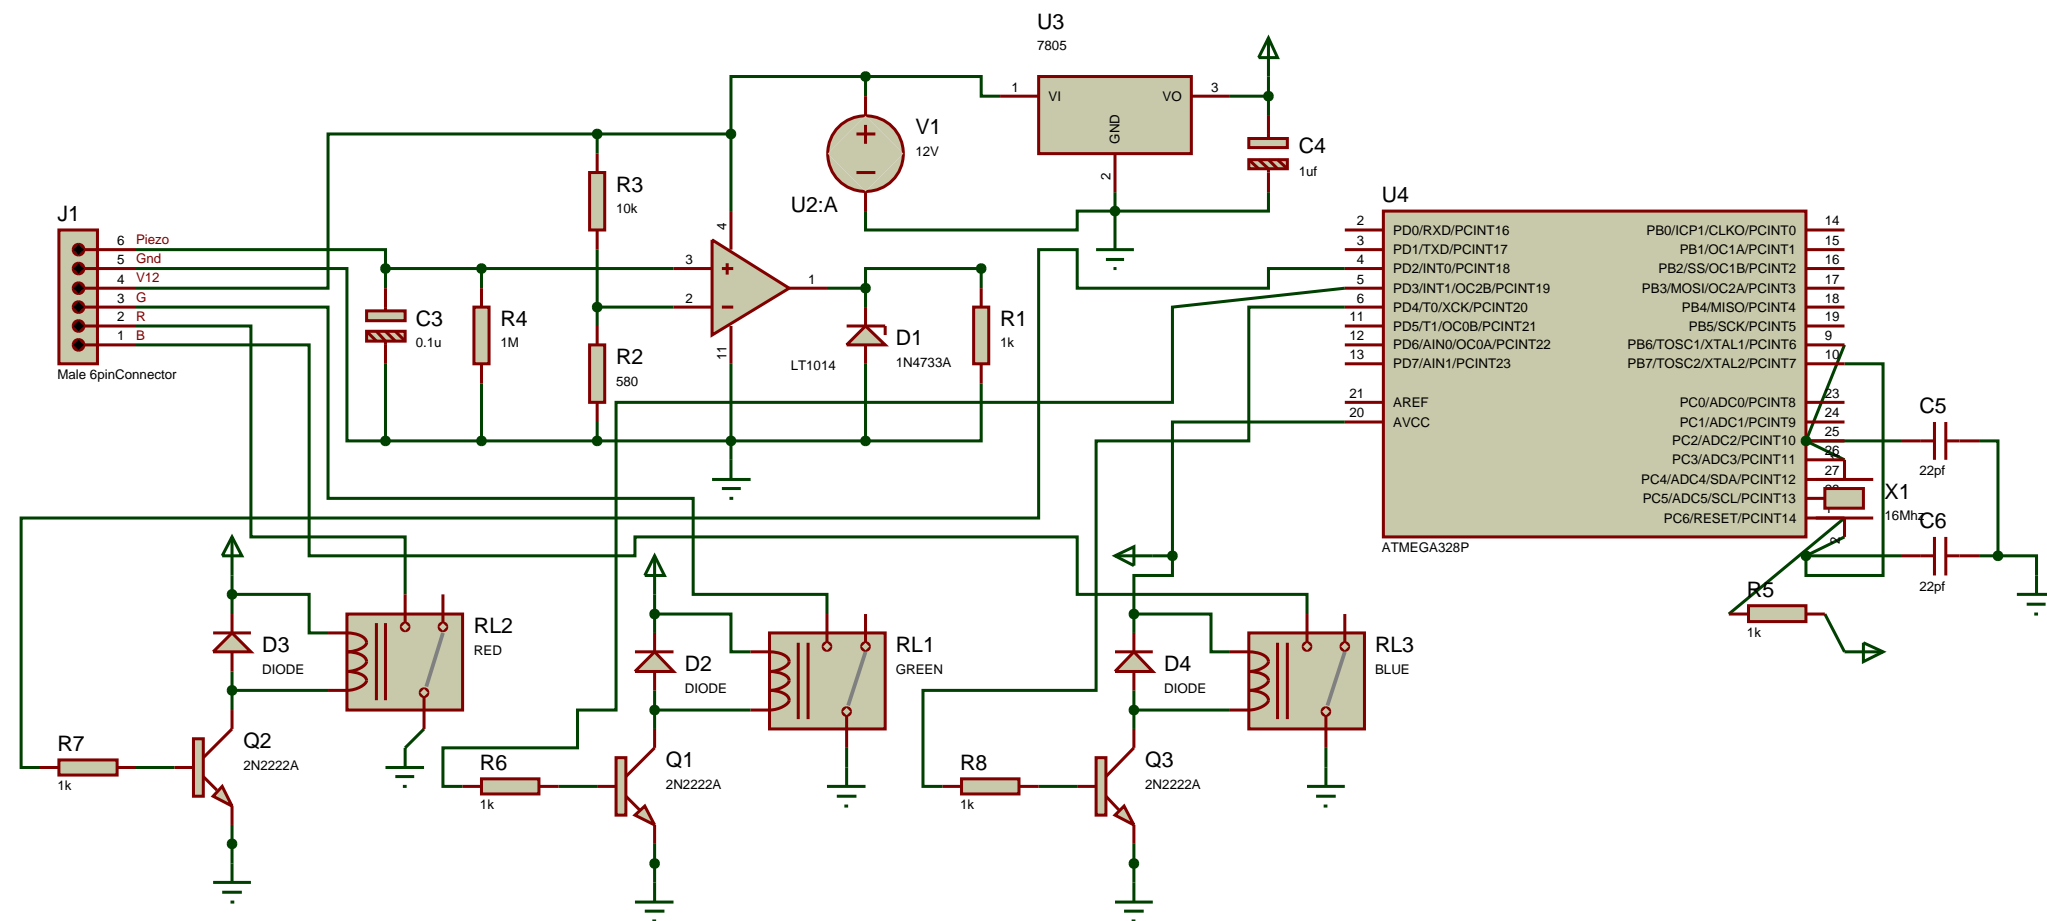 U3
7805
1
VI
VO
3
GND
2
V1
12V
C4
1uf
U2:A
J1
6 Piezo
5 Gnd
4 V12
3 G
2 R
1 B
Male 6pinConnector
R3
10k
C3
0.1u
R4
1M
R2
580
4
3
2
1
11
LT1014
D1
1N4733A
R1
1k
U4
2 PD0/RXD/PCINT16
3 PD1/TXD/PCINT17
4 PD2/INT0/PCINT18
5 PD3/INT1/OC2B/PCINT19
6 PD4/T0/XCK/PCINT20
11 PD5/T1/OC0B/PCINT21
12 PD6/AIN0/OC0A/PCINT22
13 PD7/AIN1/PCINT23
21 AREF
20 AVCC
PB0/ICP1/CLKO/PCINT0 14
PB1/OC1A/PCINT1 15
PB2/SS/OC1B/PCINT2 16
PB3/MOSI/OC2A/PCINT3 17
PB4/MISO/PCINT4 18
PB5/SCK/PCINT5 19
PB6/TOSC1/XTAL1/PCINT6 9
PB7/TOSC2/XTAL2/PCINT7 10
PC0/ADC0/PCINT8 23
PC1/ADC1/PCINT9 24
PC2/ADC2/PCINT10 25
PC3/ADC3/PCINT11 26
PC4/ADC4/SDA/PCINT12 27
PC5/ADC5/SCL/PCINT13
PC6/RESET/PCINT14
ATMEGA328P
C5
22pf
X1
16Mhz
C6
22pf
R5
1k
D3
DIODE
RL2
RED
R7
1k
Q2
2N2222A
D2
DIODE
RL1
GREEN
R6
1k
Q1
2N2222A
D4
DIODE
RL3
BLUE
R8
1k
Q3
2N2222A